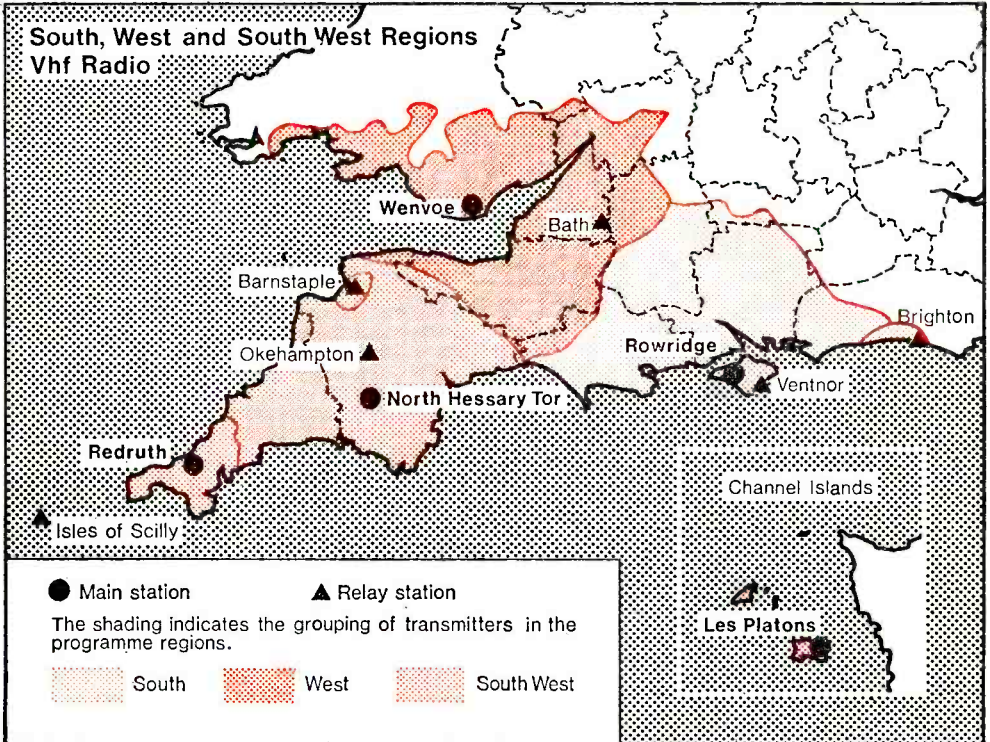 South, West and South West Regions
Vhf Radio
Wenvoe
Bath
Barnstaple
Brighton
Okehampton
Rowridge
North Hessary Tor
Ventnor
Redruth
Channel Islands
Isles of Scilly
Main station
Relay station
The shading indicates the grouping of transmitters in the
programme regions.
Les Platons
South
West
South West